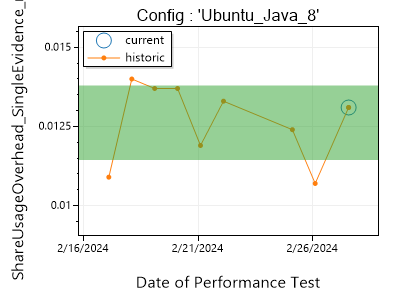 Config : 'Ubuntu_Java_8'
current
historic
0.015
0.0125
0.01
2/16/2024
2/21/2024
2/26/2024
Date of Performance Test
ShareUsageOverhead_SingleEvidence_